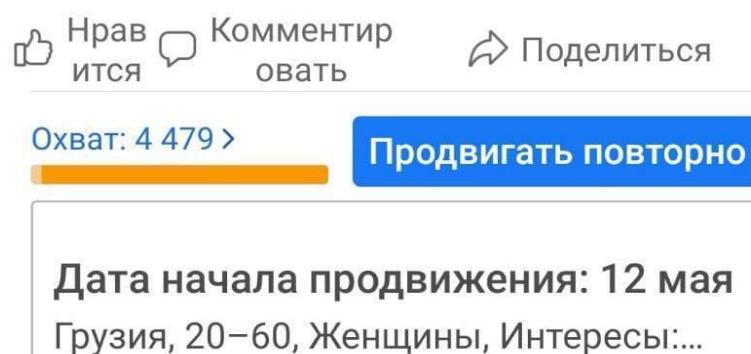 Нрав
ится
Комментир
овать
Поделиться
Охват: 4 479 >
Продвигать повторно
Дата начала продвижения: 12 мая
Грузия, 20–60, Женщины, Интересы:...